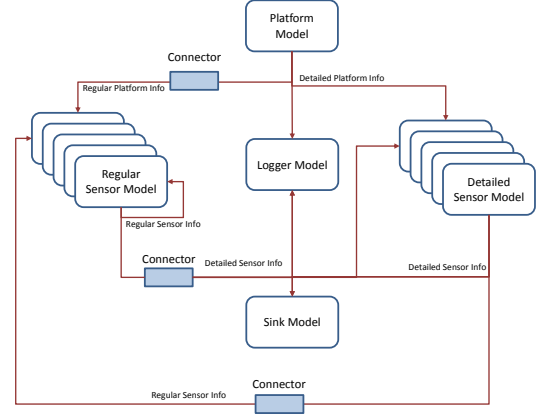 Platform
Model
Connector
Regular Platform Info
Detailed Platform Info
Logger Model
Regular
Sensor Model
Detailed
Sensor Model
Regular Sensor Info
Connector
Detailed Sensor Info
Detailed Sensor Info
Sink Model
Connector
Regular Sensor Info